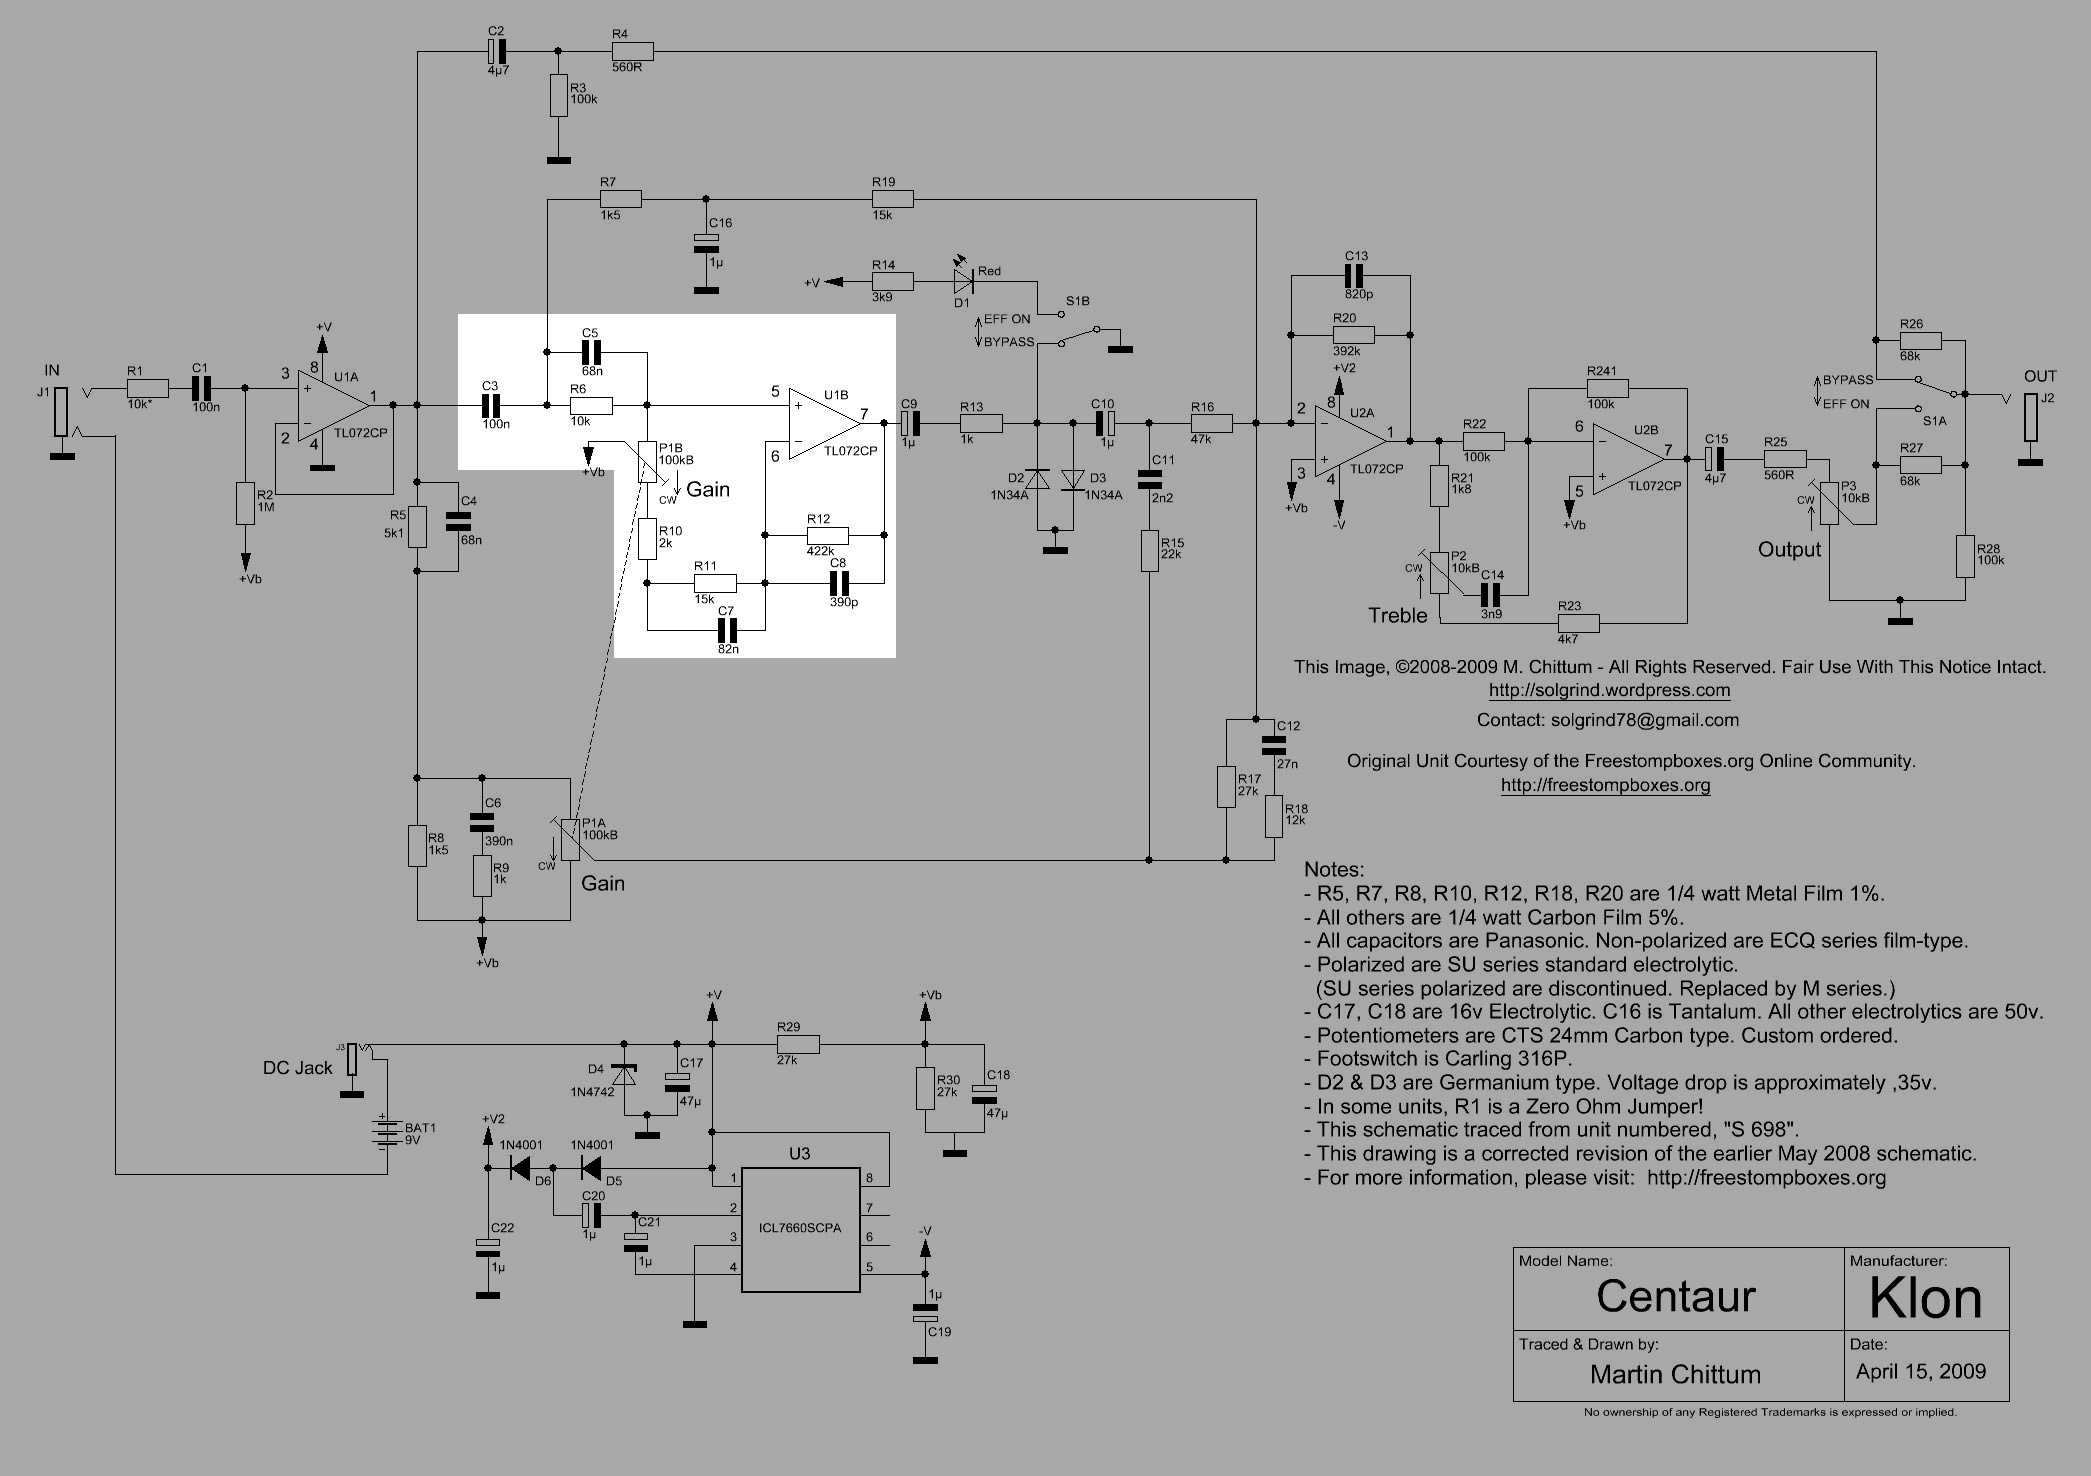 C2
4µ7
R4
560R
R3
100k
R7
1k5
C16
1µ
R19
15k
+V
R14
3k9
D1
Red
S1B
EFF ON
BYPASS
C13
820p
R20
392k
IN
J1
R1
10k*
C1
100n
R2
1M
+Vb
+V
3
8
+
−
2
4
1
U1A
TL072CP
C3
100n
C5
68n
R6
10k
+Vb
P1B
100kB
CW
Gain
5
6
+
−
7
U1B
TL072CP
R10
2k
R11
15k
C7
82n
R12
422k
C8
390p
C9
1µ
R13
1k
D2
1N34A
D3
1N34A
C10
1µ
C11
2n2
R15
22k
R16
47k
+V2
2
8
−
+
3
4
1
U2A
TL072CP
+Vb
-V
R21
1k8
R22
100k
R241
100k
6
−
+
5
7
U2B
TL072CP
+Vb
P2
10kB
CW
Treble
C14
3n9
R23
4k7
C15
4µ7
R25
560R
P3
10kB
CW
Output
R26
68k
BYPASS
EFF ON
S1A
R27
68k
R28
100k
OUT
J2
R5
5k1
C4
68n
R8
1k5
C6
390n
R9
1k
+Vb
P1A
100kB
CW
Gain
R17
27k
C12
27n
R18
12k
This Image, ©2008-2009 M. Chittum - All Rights Reserved. Fair Use With This Notice Intact.
http://solgrind.wordpress.com
Contact: solgrind78@gmail.com
Original Unit Courtesy of the Freestompboxes.org Online Community.
http://freestompboxes.org
Notes:
- R5, R7, R8, R10, R12, R18, R20 are 1/4 watt Metal Film 1%.
- All others are 1/4 watt Carbon Film 5%.
- All capacitors are Panasonic. Non-polarized are ECQ series film-type.
- Polarized are SU series standard electrolytic.
(SU series polarized are discontinued. Replaced by M series.)
- C17, C18 are 16v Electrolytic. C16 is Tantalum. All other electrolytics are 50v.
- Potentiometers are CTS 24mm Carbon type. Custom ordered.
- Footswitch is Carling 316P.
- D2 & D3 are Germanium type. Voltage drop is approximately ,35v.
- In some units, R1 is a Zero Ohm Jumper!
- This schematic traced from unit numbered, "S 698".
- This drawing is a corrected revision of the earlier May 2008 schematic.
- For more information, please visit: http://freestompboxes.org
DC Jack
J3
+
−
BAT1
9V
D4
1N4742
C17
47µ
+V
R29
27k
+Vb
R30
27k
C18
47µ
+V2
1N4001
D6
1N4001
D5
C20
1µ
C21
1µ
C22
1µ
U3
ICL7660SCPA
1
2
3
4
8
7
6
5
-V
1µ
C19
Model Name:
Centaur
Manufacturer:
Klon
Traced & Drawn by:
Martin Chittum
Date:
April 15, 2009
No ownership of any Registered Trademarks is expressed or implied.